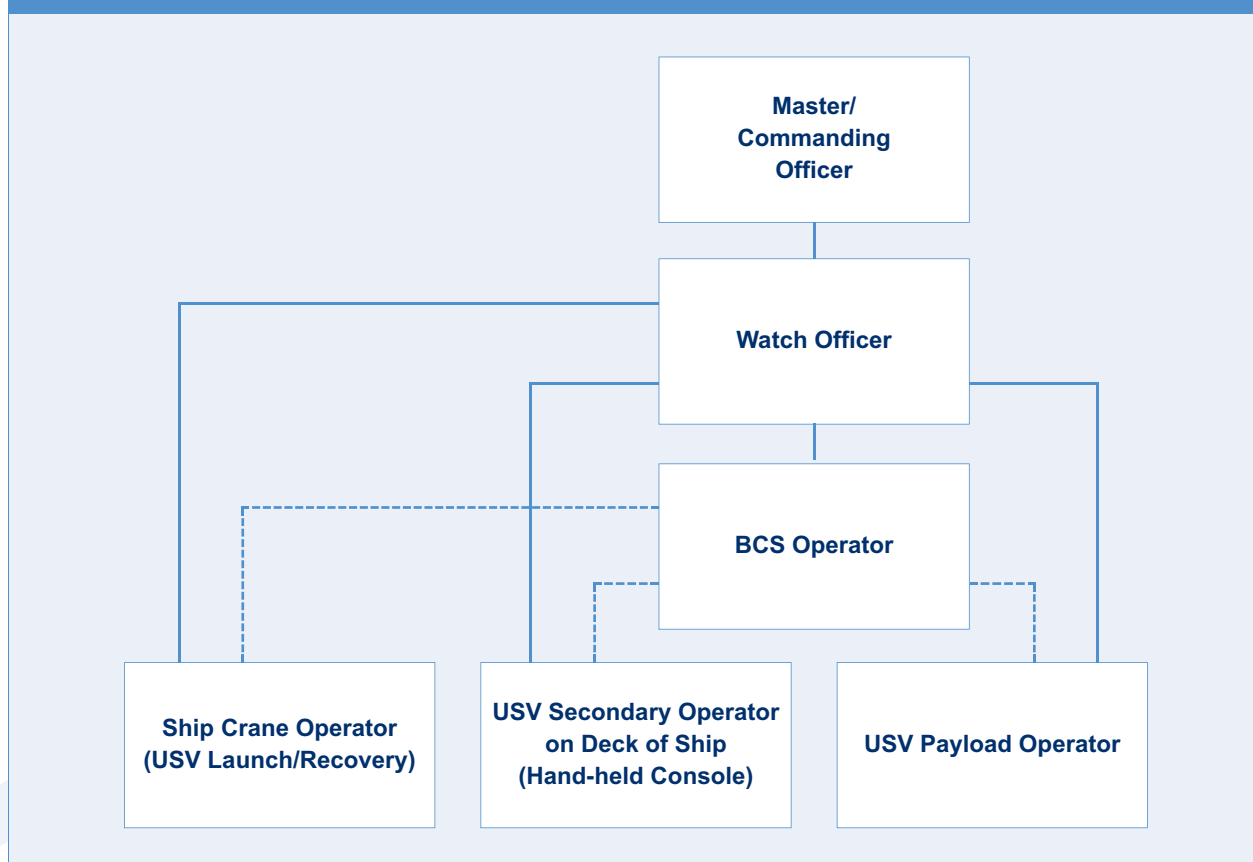 Master/
Commanding
Officer
Watch Officer
BCS Operator
Ship Crane Operator
(USV Launch/Recovery)
USV Secondary Operator
on Deck of Ship
(Hand-held Console)
USV Payload Operator